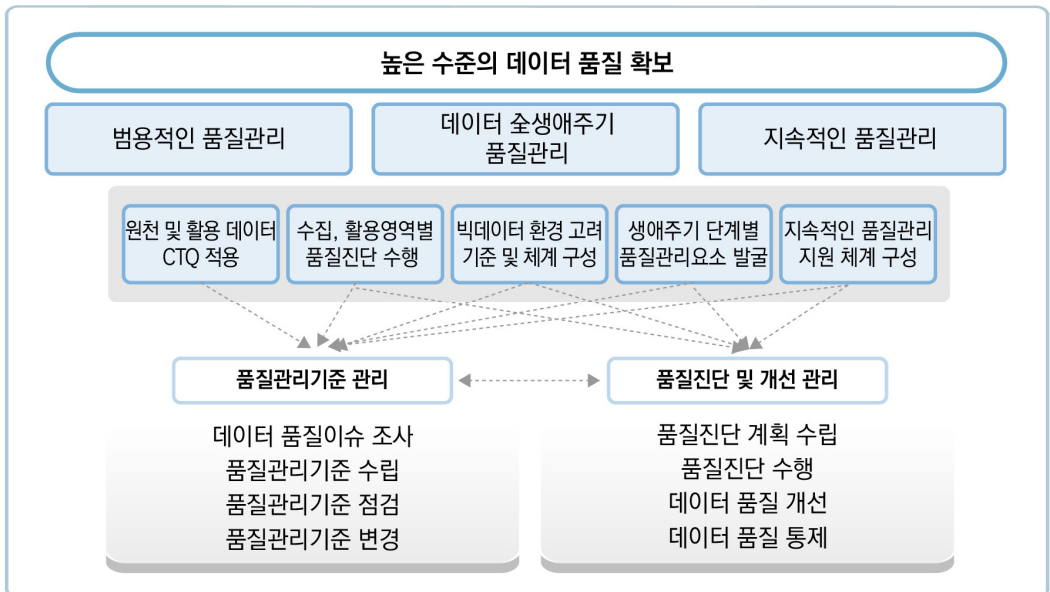 높은 수준의 데이터 품질 확보
범용적인 품질관리
데이터 全생애주기
품질관리
지속적인 품질관리
원천 및 활용 데이터
CTQ 적용
수집, 활용영역별
품질진단 수행
빅데이터 환경 고려
기준 및 체계 구성
생애주기 단계별
품질관리요소 발굴
지속적인 품질관리
지원 체계 구성
품질관리기준 관리
데이터 품질이슈 조사
품질관리기준 수립
품질관리기준 점검
품질관리기준 변경
품질진단 및 개선 관리
품질진단 계획 수립
품질진단 수행
데이터 품질 개선
데이터 품질 통제